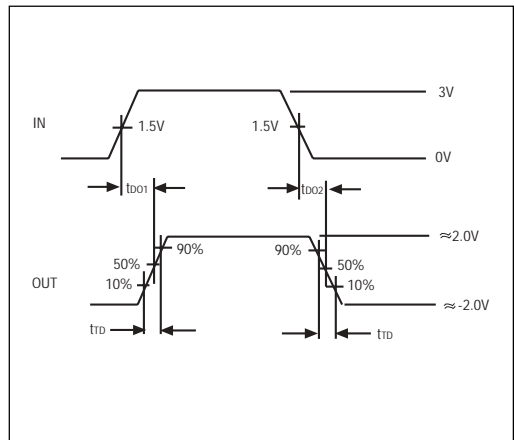 3V
IN
1.5V
1.5V
0V
tDO1
tDO2
≈2.0V
90%
90%
50%
50%
OUT
10%
10%
≈-2.0V
tTD
tTD